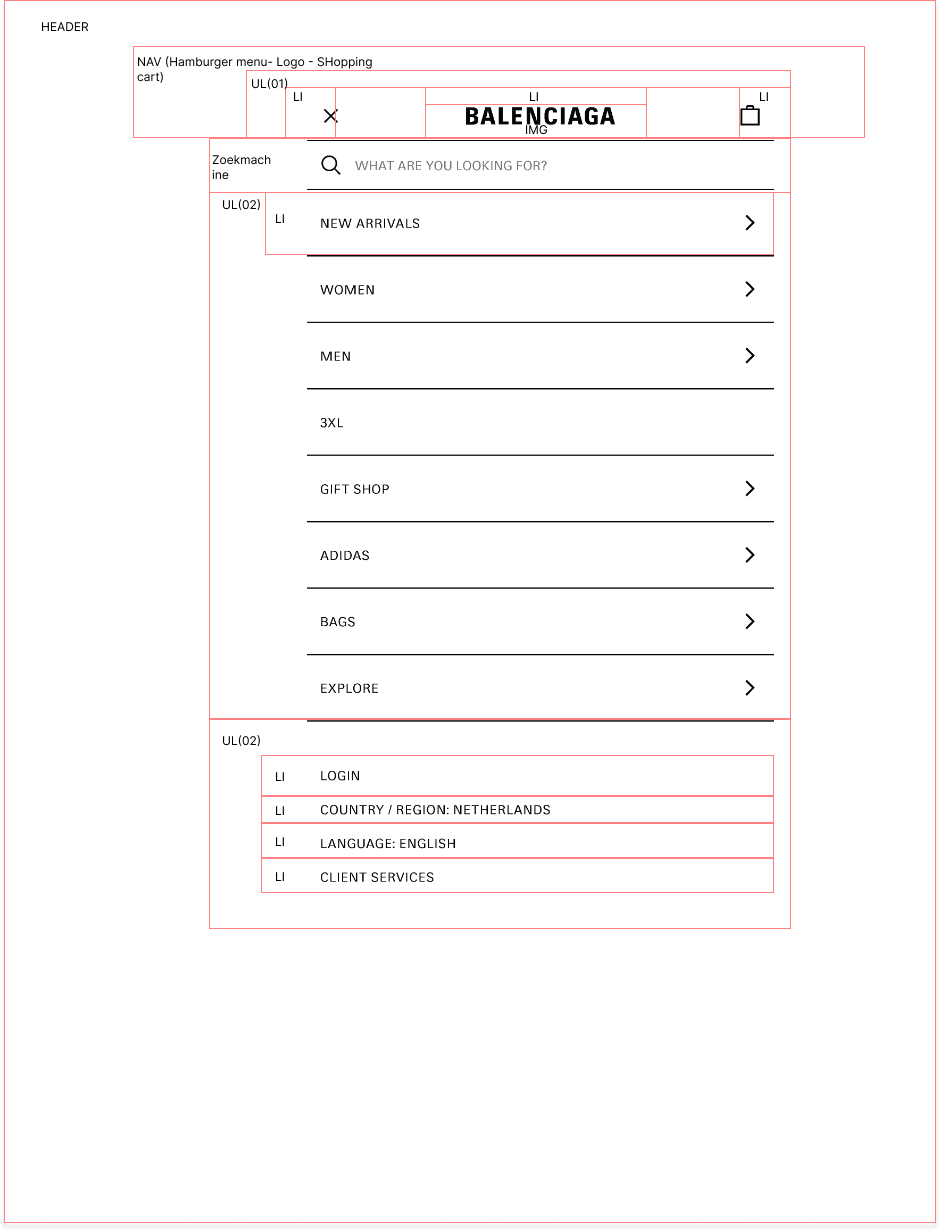 HEADER
NAV (Hamburger menu- Logo - SHopping
cart)
UL(01)
LI
LI
LI
BALENCIAGA
IMG
Zoekmach
ine
WHAT ARE YOU LOOKING FOR?
UL(02)
LI
NEW ARRIVALS
WOMEN
MEN
3XL
GIFT SHOP
ADIDAS
BAGS
EXPLORE
UL(02)
LI LOGIN
LI COUNTRY / REGION: NETHERLANDS
LI LANGUAGE: ENGLISH
LI CLIENT SERVICES